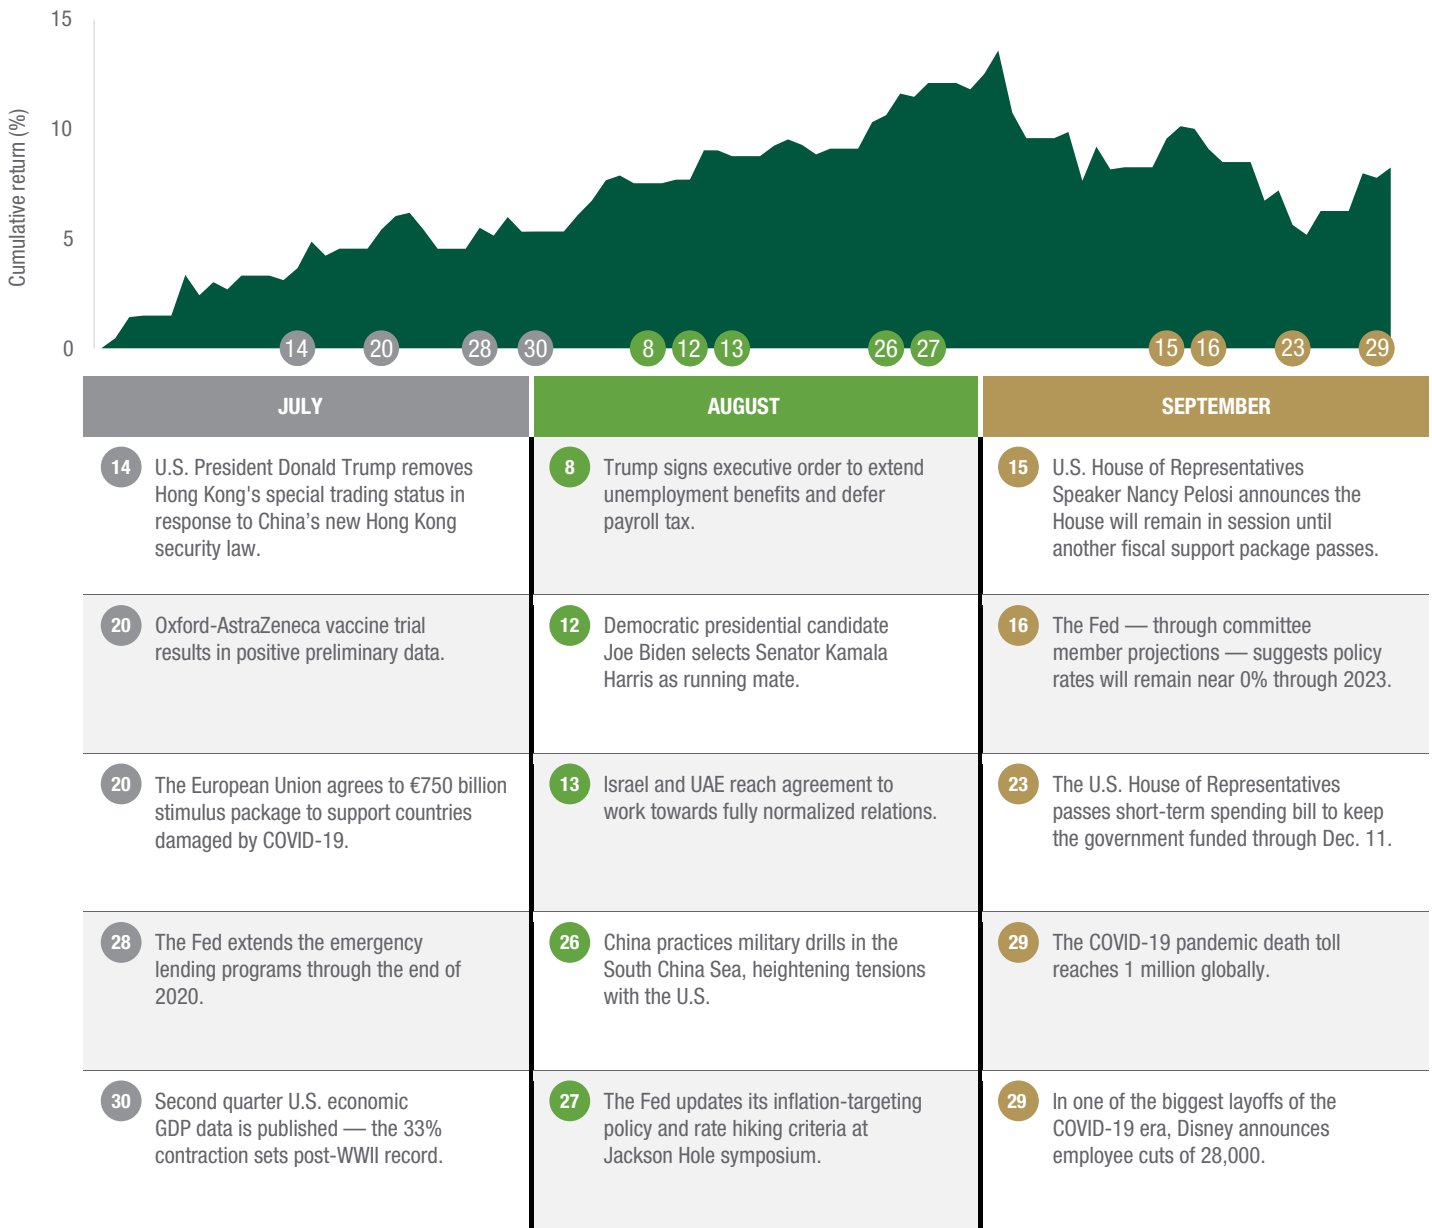 15
10
5
0
Cumulative return (%)
14 20 28 30 8 12 13 26 27 15 16 23 29
JULY
14 U.S. President Donald Trump removes
Hong Kong's special trading status in
response to China’s new Hong Kong
security law.
20 Oxford-AstraZeneca vaccine trial
results in positive preliminary data.
20 The European Union agrees to €750 billion
stimulus package to support countries
damaged by COVID-19.
28 The Fed extends the emergency
lending programs through the end of
2020.
30 Second quarter U.S. economic
GDP data is published — the 33%
contraction sets post-WWII record.
AUGUST
8 Trump signs executive order to extend
unemployment benefits and defer
payroll tax.
12 Democratic presidential candidate
Joe Biden selects Senator Kamala
Harris as running mate.
13 Israel and UAE reach agreement to
work towards fully normalized relations.
26 China practices military drills in the
South China Sea, heightening tensions
with the U.S.
27 The Fed updates its inflation-targeting
policy and rate hiking criteria at
Jackson Hole symposium.
SEPTEMBER
15 U.S. House of Representatives
Speaker Nancy Pelosi announces the
House will remain in session until
another fiscal support package passes.
16 The Fed — through committee
member projections — suggests policy
rates will remain near 0% through 2023.
23 The U.S. House of Representatives
passes short-term spending bill to keep
the government funded through Dec. 11.
29 The COVID-19 pandemic death toll
reaches 1 million globally.
29 In one of the biggest layoffs of the
COVID-19 era, Disney announces
employee cuts of 28,000.